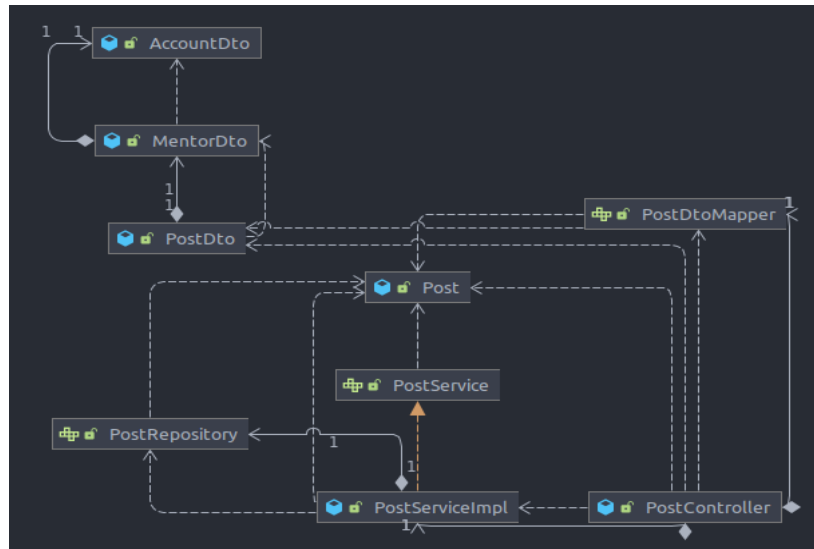 1 1
AccountDto
MentorDto
1
1
PostDto
1
PostDtoMapper
Post
PostService
PostRepository
1
1
PostServiceImpl
PostController
1